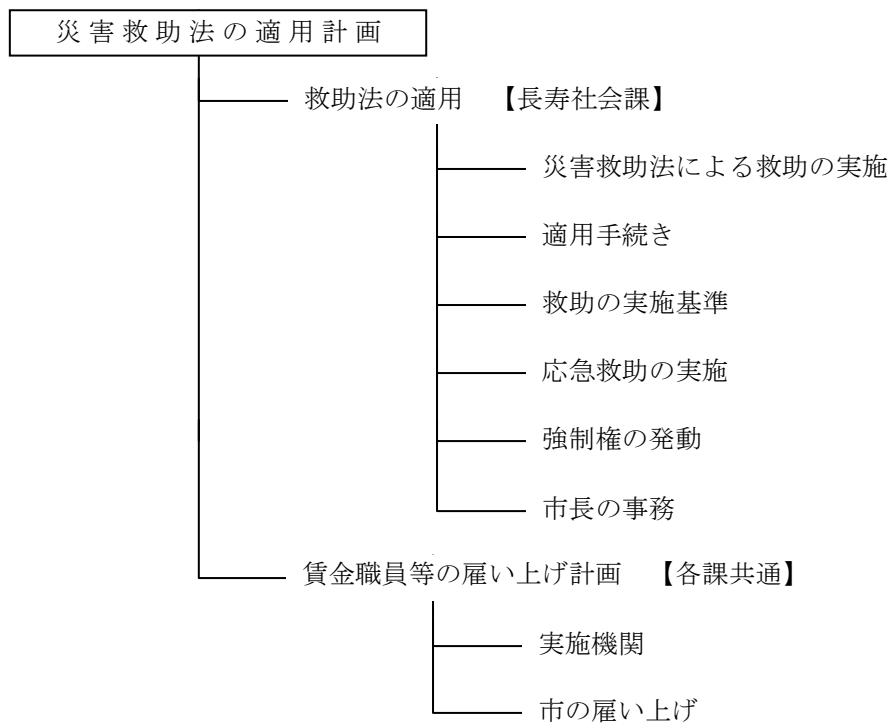 災害救助法の適用計画
救助法の適用　【長寿社会課】
災害救助法による救助の実施
適用手続き
救助の実施基準
応急救助の実施
強制権の発動
市長の事務
賃金職員等の雇い上げ計画　【各課共通】
実施機関
市の雇い上げ